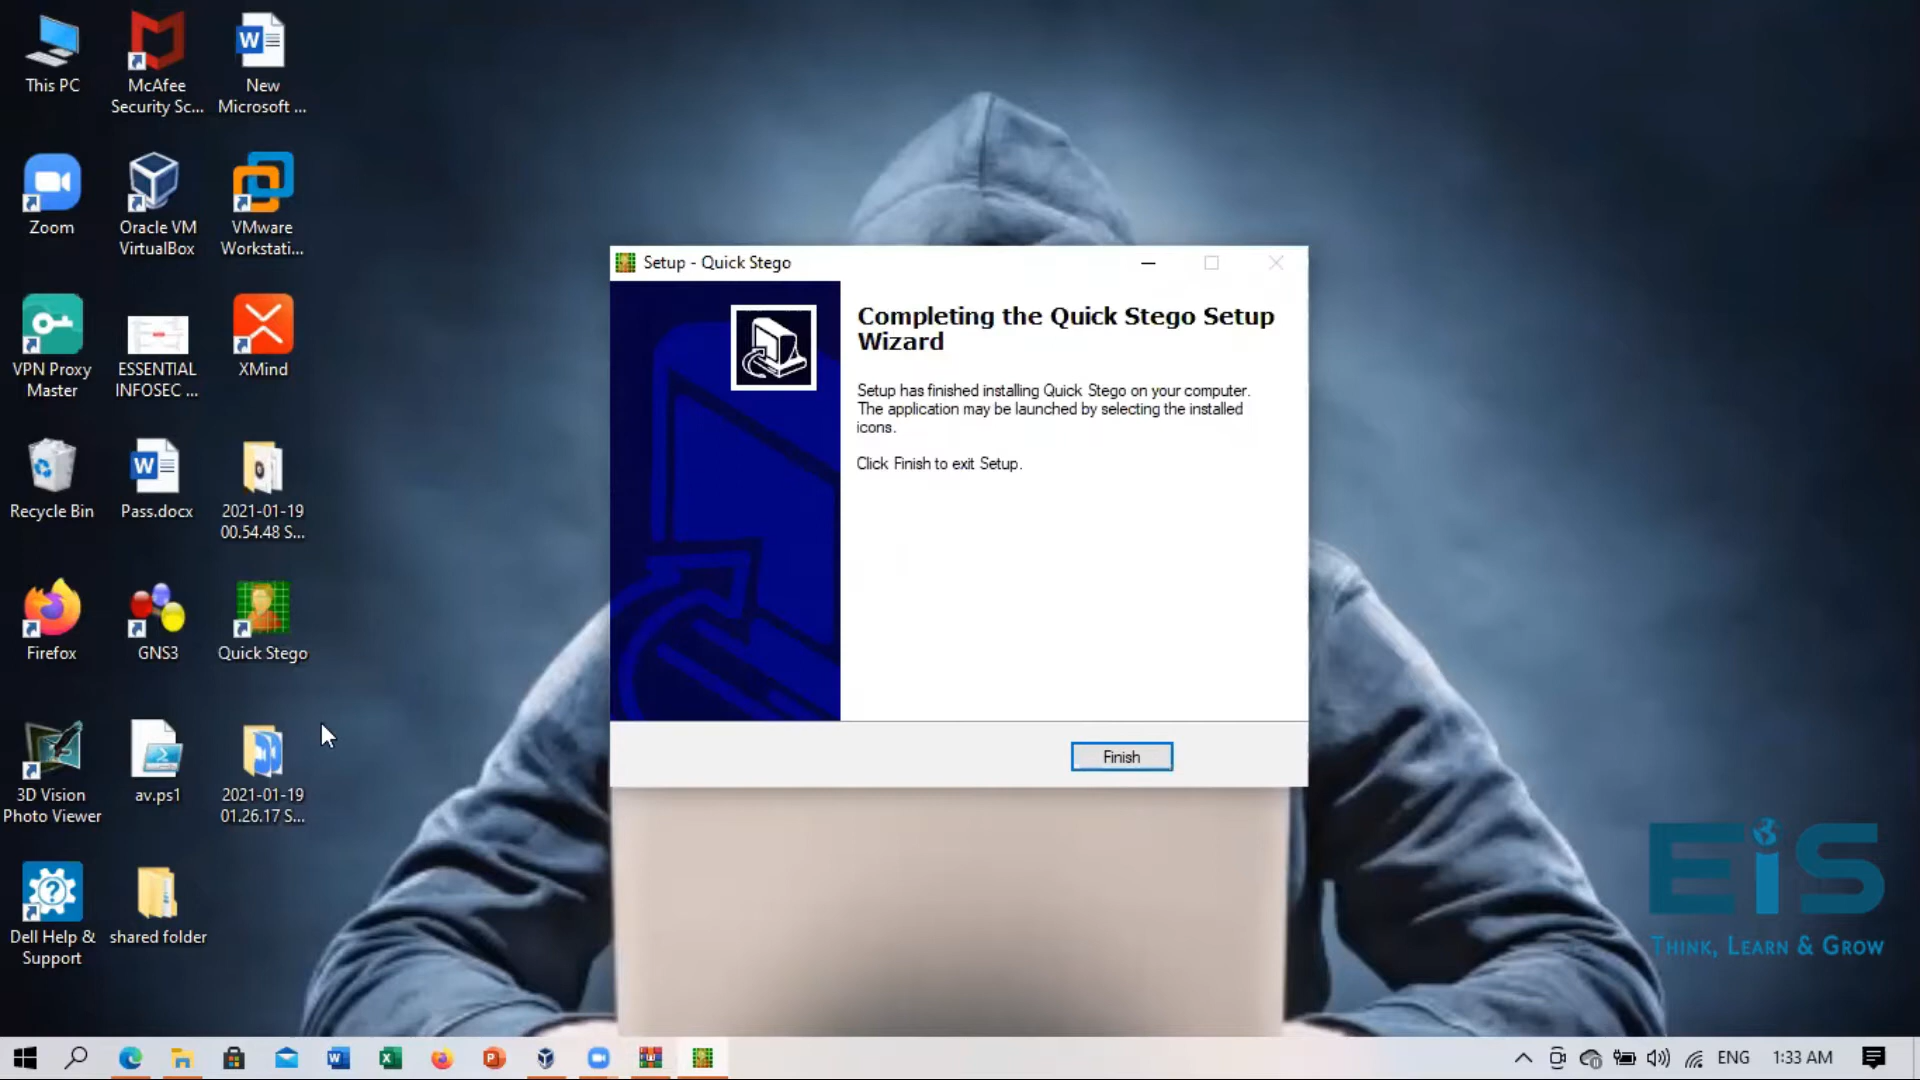 This PC
McAfee
Security Sc...
New
Microsoft ...
Zoom
Oracle VM
VirtualBox
VMware
Workstati...
VPN Proxy
Master
ESSENTIAL
INFOSEC ...
XMind
Recycle Bin
Pass.docx
2021-01-19
00.54.48 S...
Firefox
GNS3
Quick Stego
3D Vision
Photo Viewer
av.ps1
2021-01-19
01.26.17 S...
Dell Help &
Support
shared folder
Setup - Quick Stego
Completing the Quick Stego Setup
Wizard
Setup has finished installing Quick Stego on your computer.
The application may be launched by selecting the installed
icons.
Click Finish to exit Setup.
Finish
EiS
THINK, LEARN & GROW
ENG
1:33 AM